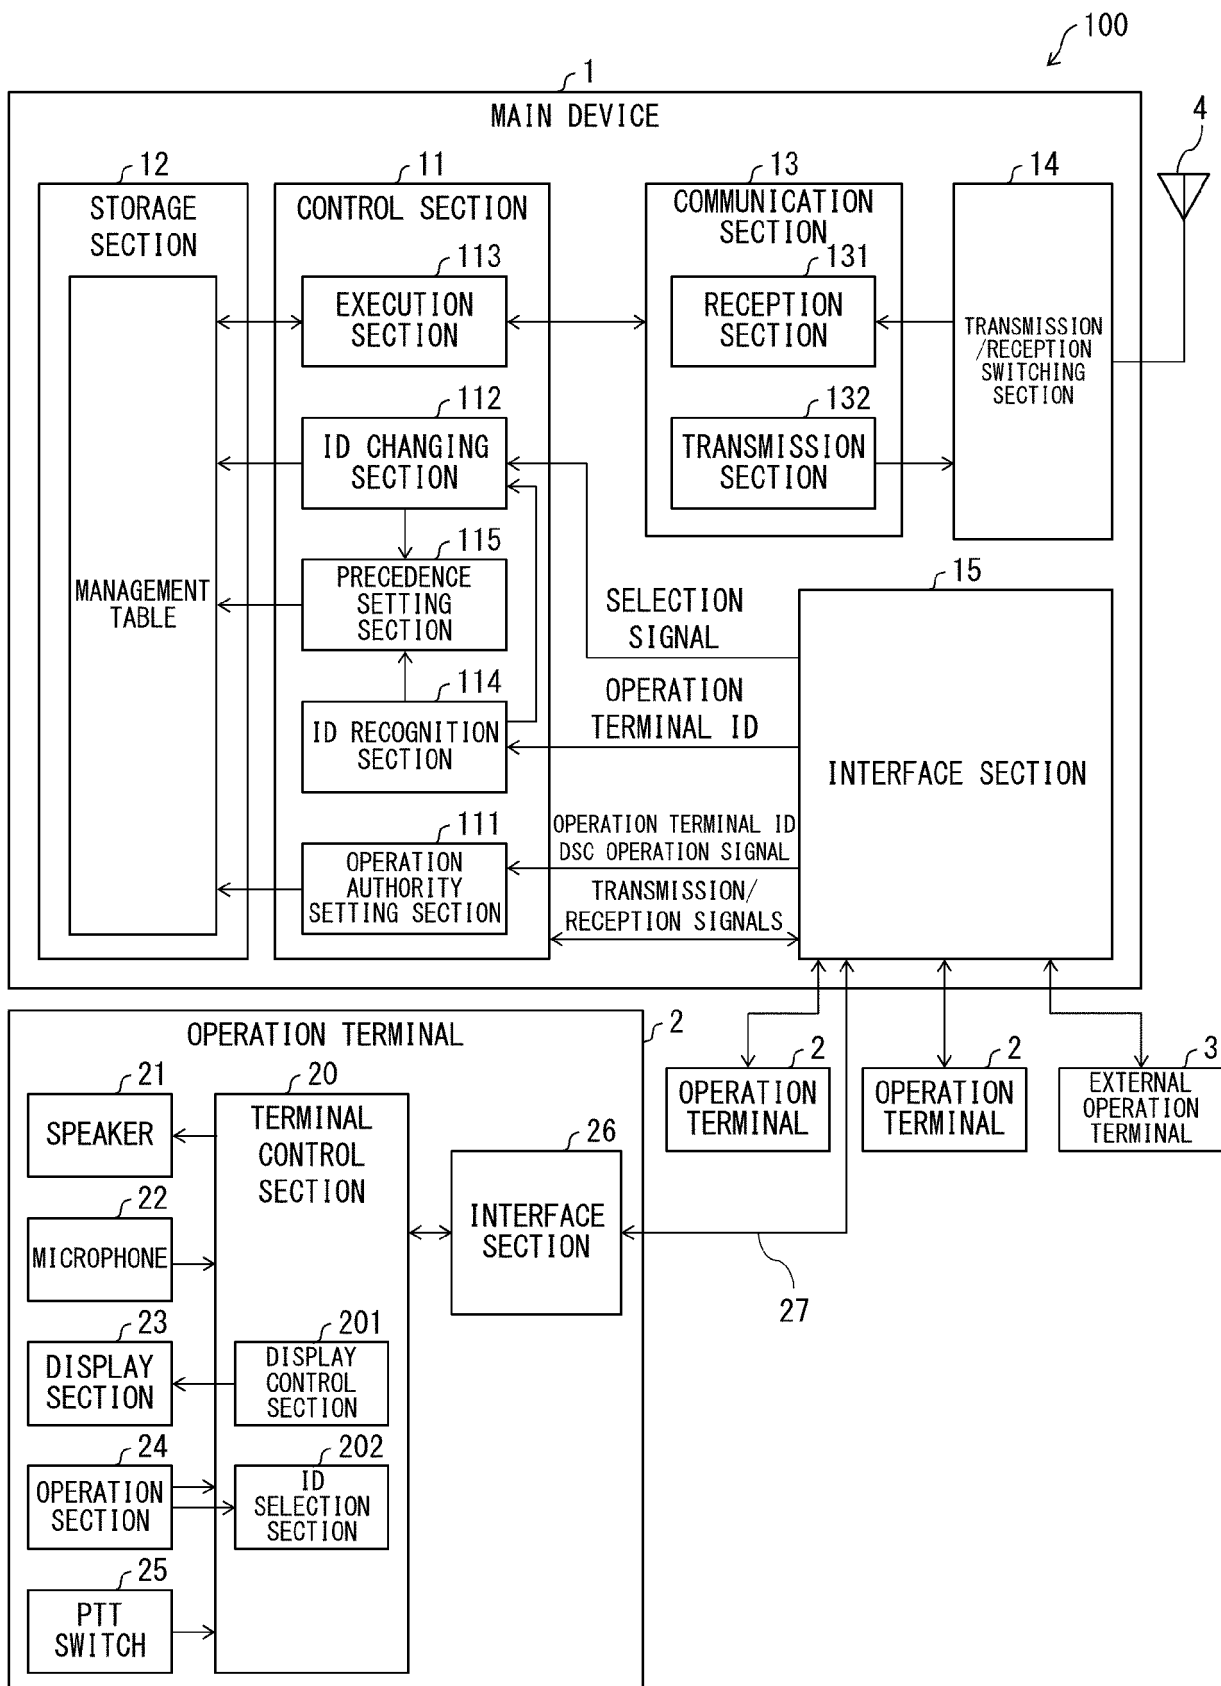 100
1
MAIN DEVICE
4
12
STORAGE
SECTION
11
CONTROL SECTION
13
COMMUNICATION
SECTION
14
113
EXECUTION
SECTION
131
RECEPTION
SECTION
TRANSMISSION
/RECEPTION
SWITCHING
SECTION
112
ID CHANGING
SECTION
132
TRANSMISSION
SECTION
MANAGEMENT
TABLE
115
PRECEDENCE
SETTING
SECTION
SELECTION
SIGNAL
15
INTERFACE SECTION
114
ID RECOGNITION
SECTION
OPERATION
TERMINAL ID
111
OPERATION
AUTHORITY
SETTING SECTION
OPERATION TERMINAL ID
DSC OPERATION SIGNAL
TRANSMISSION/
RECEPTION SIGNALS
OPERATION TERMINAL
2
21
SPEAKER
20
TERMINAL
CONTROL
SECTION
26
INTERFACE
SECTION
2
OPERATION
TERMINAL
2
OPERATION
TERMINAL
3
EXTERNAL
OPERATION
TERMINAL
22
MICROPHONE
27
23
DISPLAY
SECTION
201
DISPLAY
CONTROL
SECTION
24
OPERATION
SECTION
202
ID
SELECTION
SECTION
25
PTT
SWITCH